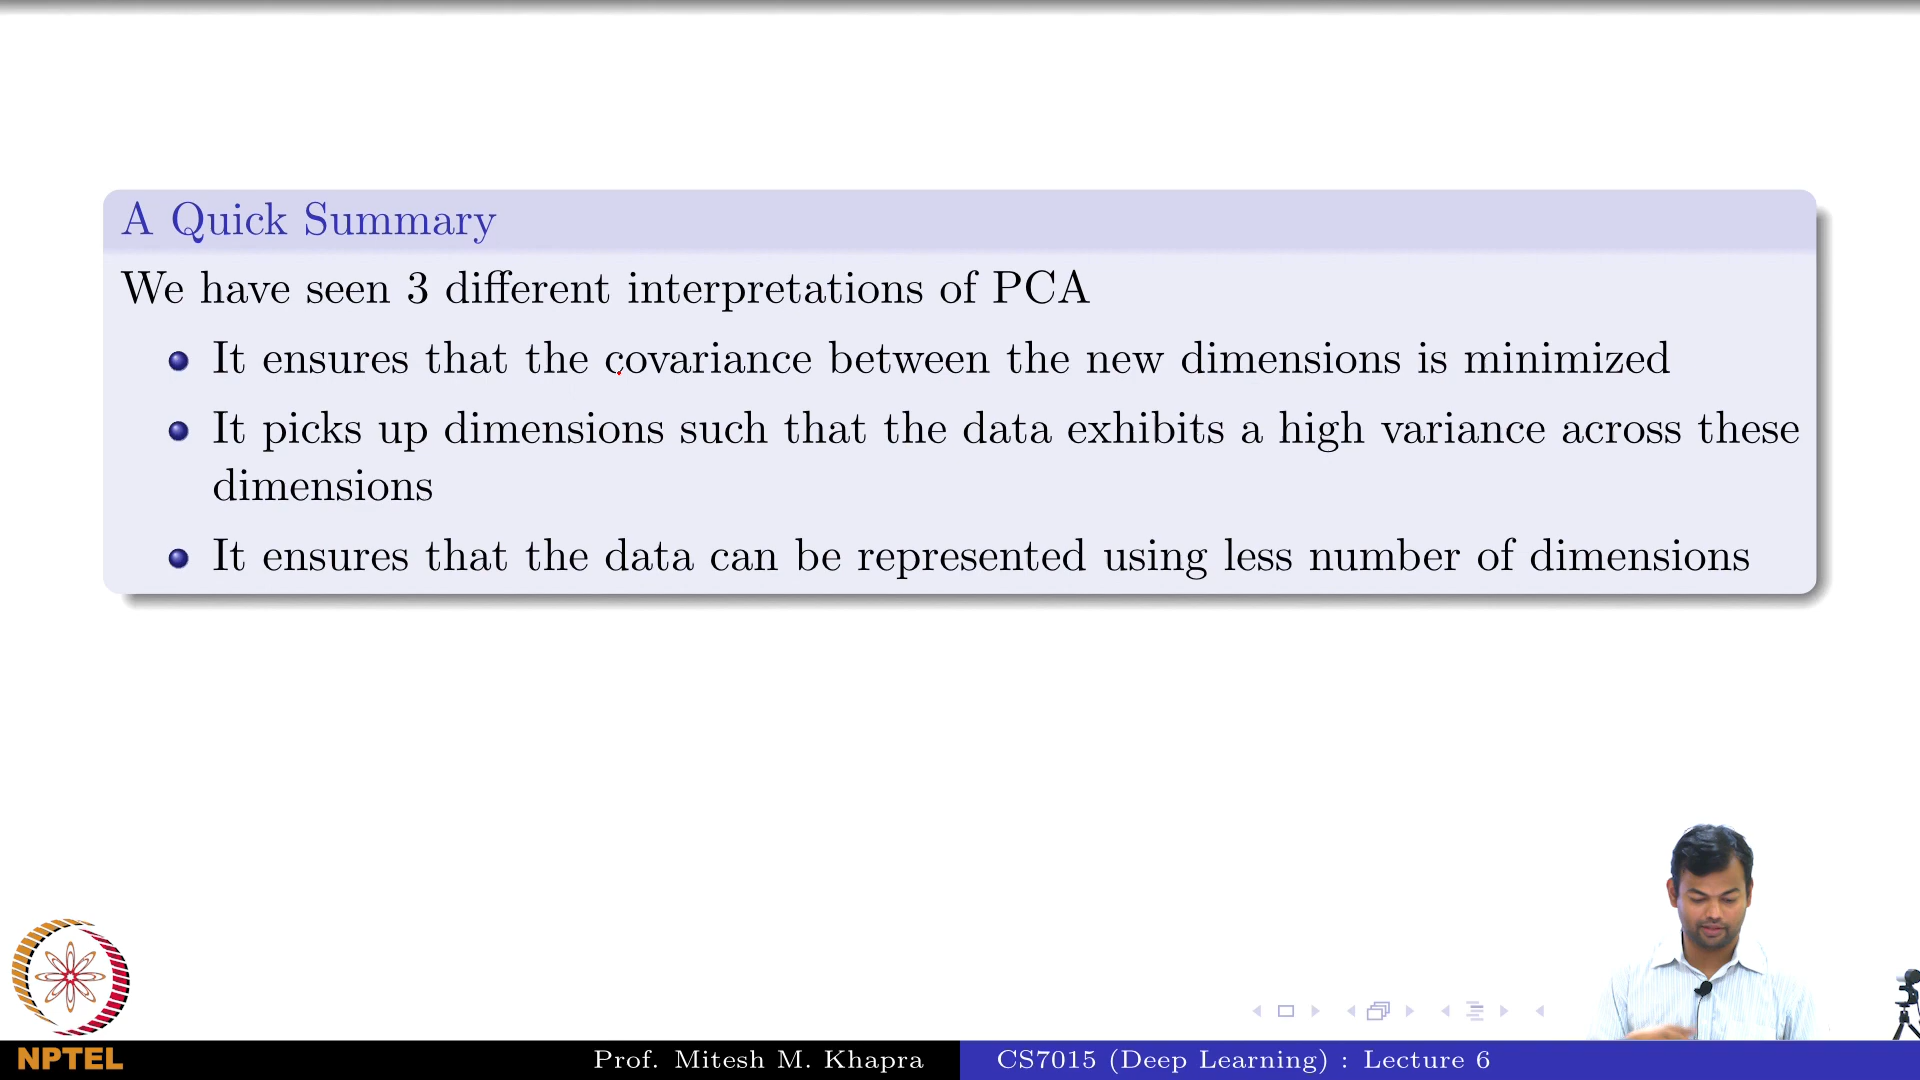 A Quick Summary
We have seen 3 different interpretations of PCA
It ensures that the covariance between the new dimensions is minimized
It picks up dimensions such that the data exhibits a high variance across these
dimensions
It ensures that the data can be represented using less number of dimensions
NPTEL
Prof. Mitesh M. Khapra
CS7015 (Deep Learning) : Lecture 6